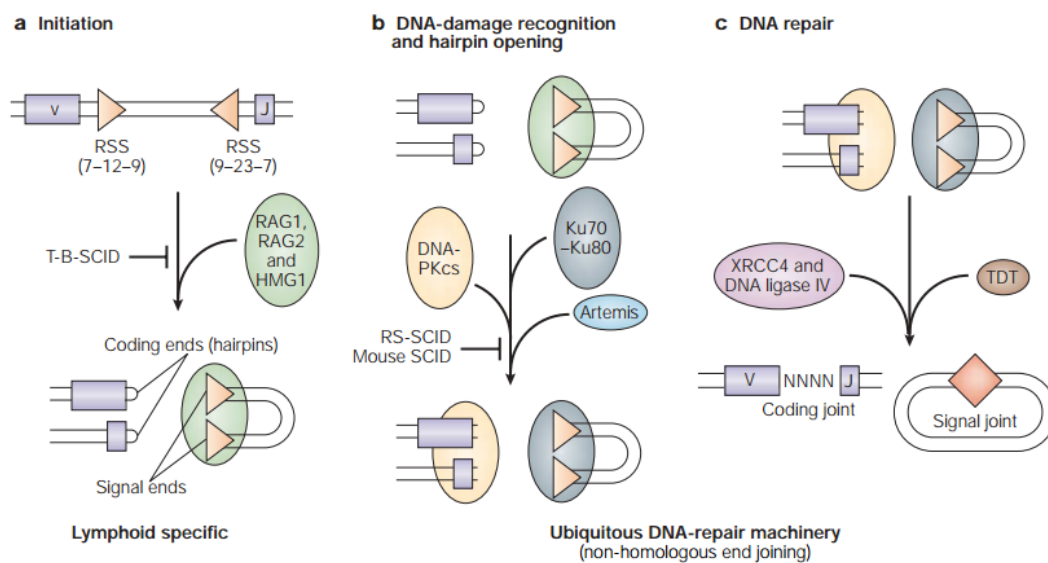 a Initiation
V
J
RSS
(7–12–9)
RSS
(9–23–7)
T-B-SCID
RAG1,
RAG2
and
HMG1
Coding ends (hairpins)
Signal ends
Lymphoid specific
b DNA-damage recognition
and hairpin opening
DNA-
PKcs
Ku70
–Ku80
Artemis
RS-SCID
Mouse SCID
c DNA repair
XRCC4 and
DNA ligase IV
TDT
V NNNN J
Coding joint
Signal joint
Ubiquitous DNA-repair machinery
(non-homologous end joining)